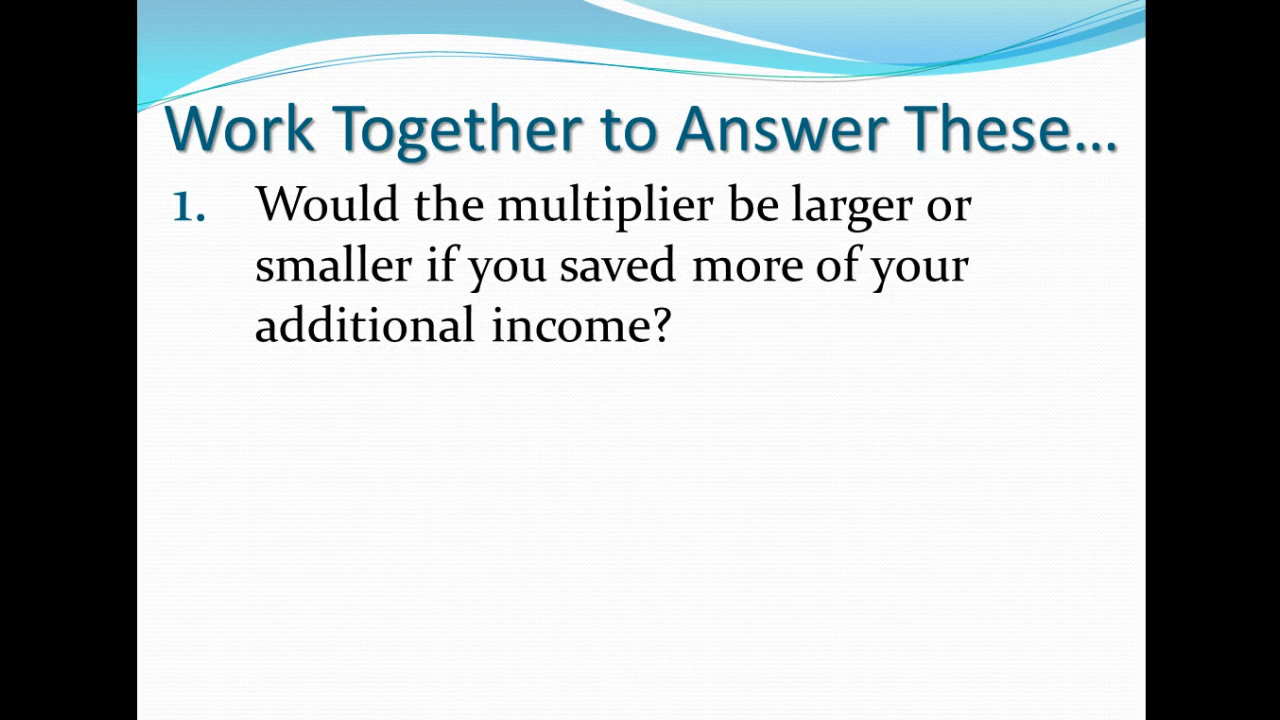 Work Together to Answer These...
1. Would the multiplier be larger or
smaller if you saved more of your
additional income?